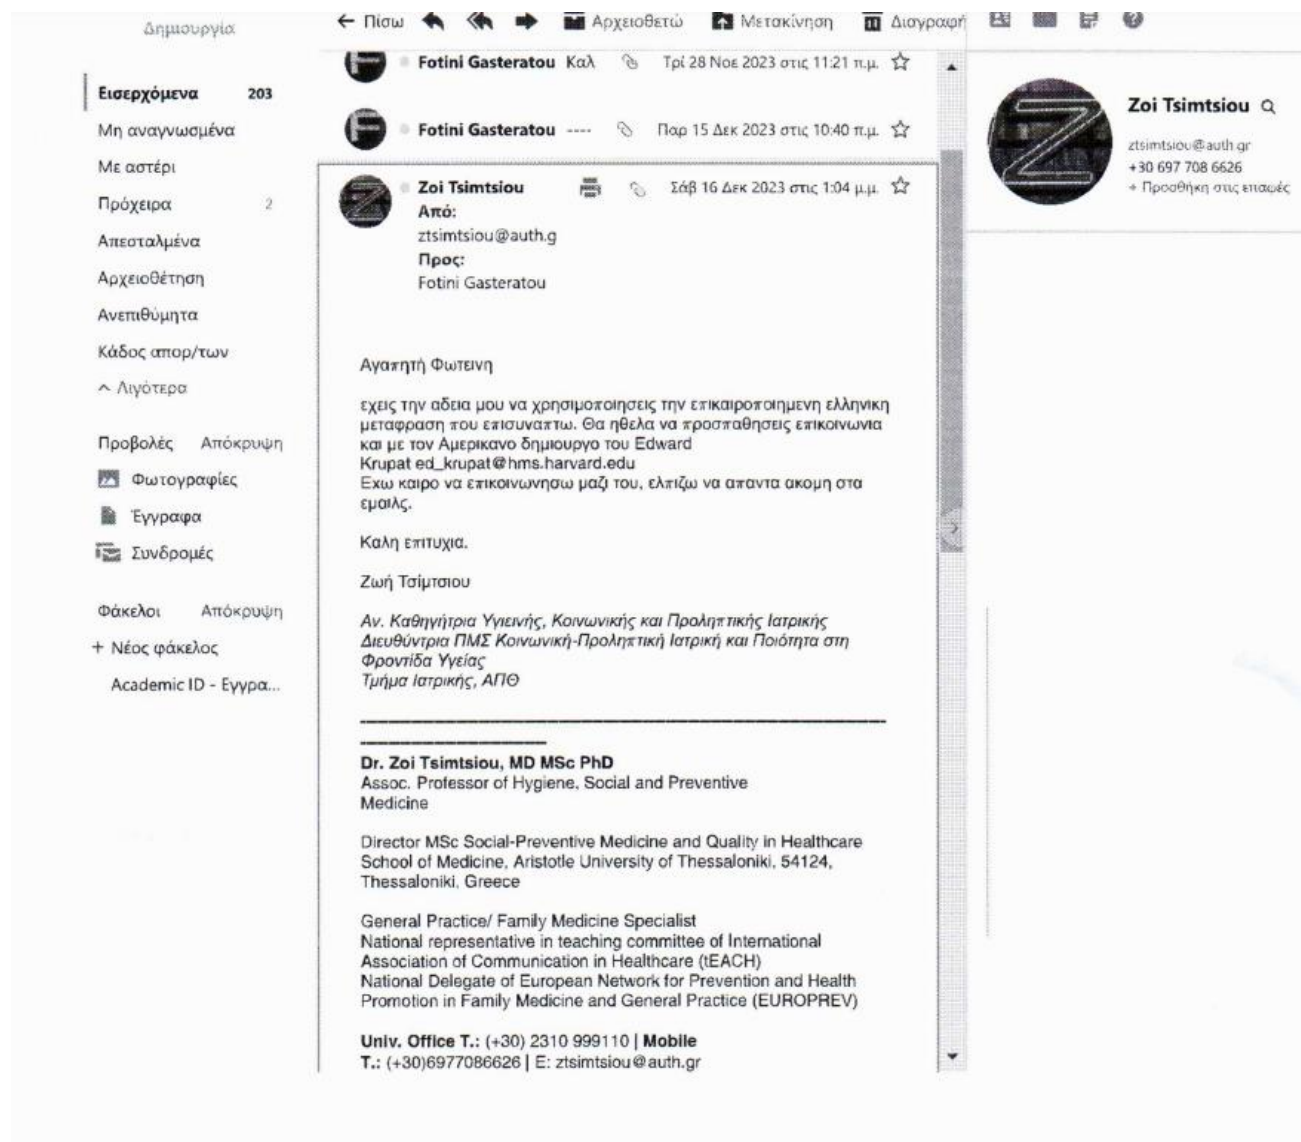 Δημιουργία
← Πίσω Αρχειοθετώ Μετακίνηση Διαγραφή
Εισερχόμενα 203
Μη αναγνωσμένα
Με αστέρι
Πρόχειρα 2
Απεσταλμένα
Αρχειοθέτηση
Ανεπιθύμητα
Κάδος απορ/των
^ Λιγότερα
Προβολές Απόκρυψη
Φωτογραφίες
Έγγραφα
Συνδρομές
Φάκελοι Απόκρυψη
+ Νέος φάκελος
Academic ID - Εγγρα...
Fotini Gasteratou Καλ Τρί 28 Νοε 2023 στις 11:21 π.μ.
Fotini Gasteratou ---- Παρ 15 Δεκ 2023 στις 10:40 π.μ.
Zoi Tsimtsiou Σάβ 16 Δεκ 2023 στις 1:04 μ.μ.
Από:
ztsimtsiou@auth.g
Προς:
Fotini Gasteratou
Αγαπητή Φωτεινη
εχεις την αδεια μου να χρησιμοποιησεις την επικαιροποιημενη ελληνικη
μεταφραση που επισυναπτω. Θα ηθελα να προσπαθησεις επικοινωνια
και με τον Αμερικανο δημιουργο του Edward
Krupat ed_krupat@hms.harvard.edu
Εχω καιρο να επικοινωνησω μαζι του, ελπιζω να απαντα ακομη στα
εμαιλς.
Καλη επιτυχια.
Ζωή Τσίμτσιου
Αν. Καθηγήτρια Υγιεινής, Κοινωνικής και Προληπτικής Ιατρικής
Διευθύντρια ΠΜΣ Κοινωνική-Προληπτική Ιατρική και Ποιότητα στη
Φροντίδα Υγείας
Τμήμα Ιατρικής, ΑΠΘ
Dr. Zoi Tsimtsiou, MD MSc PhD
Assoc. Professor of Hygiene, Social and Preventive
Medicine
Director MSc Social-Preventive Medicine and Quality in Healthcare
School of Medicine, Aristotle University of Thessaloniki, 54124,
Thessaloniki, Greece
General Practice/ Family Medicine Specialist
National representative in teaching committee of International
Association of Communication in Healthcare (tEACH)
National Delegate of European Network for Prevention and Health
Promotion in Family Medicine and General Practice (EUROPREV)
Univ. Office T.: (+30) 2310 999110 | Mobile
T.: (+30)6977086626 | E: ztsimtsiou@auth.gr
Zoi Tsimtsiou
ztsimtsiou@auth.gr
+30 697 708 6626
+ Προσθήκη στις επαφές